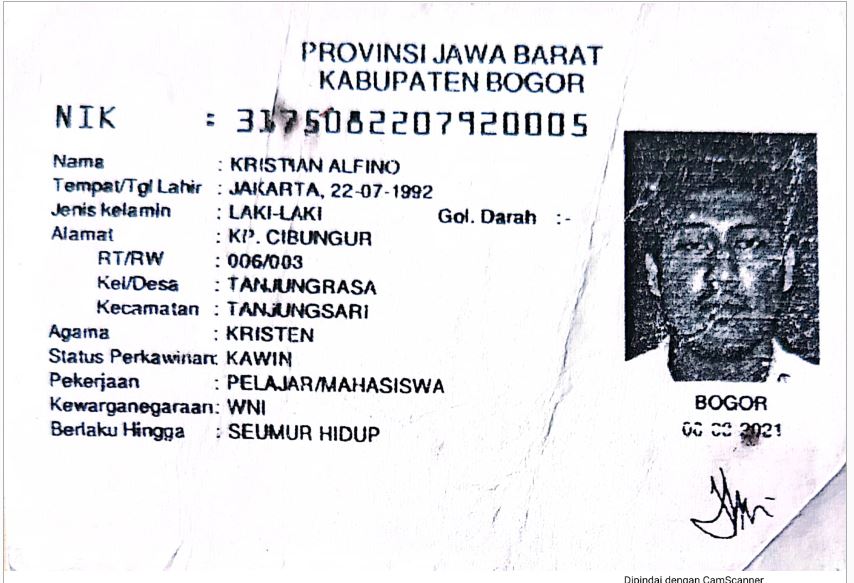 PROVINSI JAWA BARAT
KABUPATEN BOGOR
NIK : 3175082207920005
Nama : KRISTIAN ALFINO
Tempat/Tgl Lahir : JAKARTA, 22-07-1992
Jenis kelamin : LAKI-LAKI Gol. Darah :-
Alamat : KP. CIBUNGUR
RT/RW : 006/003
Kel/Desa : TANJUNGRASA
Kecamatan : TANJUNGSARI
Agama : KRISTEN
Status Perkawinan: KAWIN
Pekerjaan : PELAJAR/MAHASISWA
Kewarganegaraan: WNI
Berlaku Hingga : SEUMUR HIDUP
BOGOR
2021
Dipindai dengan CamScanner